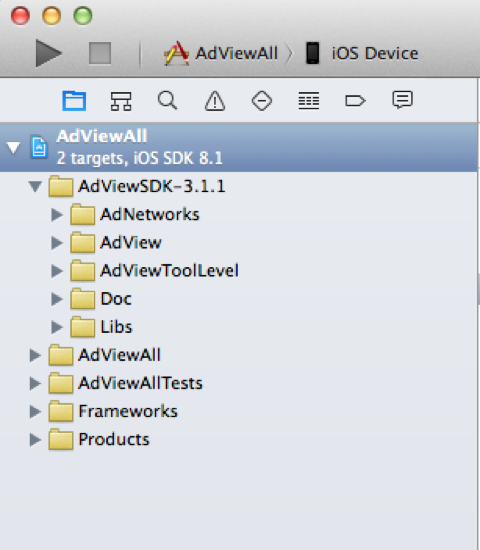 AdViewAll
iOS Device
AdViewAll
2 targets, iOS SDK 8.1
AdViewSDK-3.1.1
AdNetworks
AdView
AdViewToolLevel
Doc
Libs
AdViewAll
AdViewAllTests
Frameworks
Products